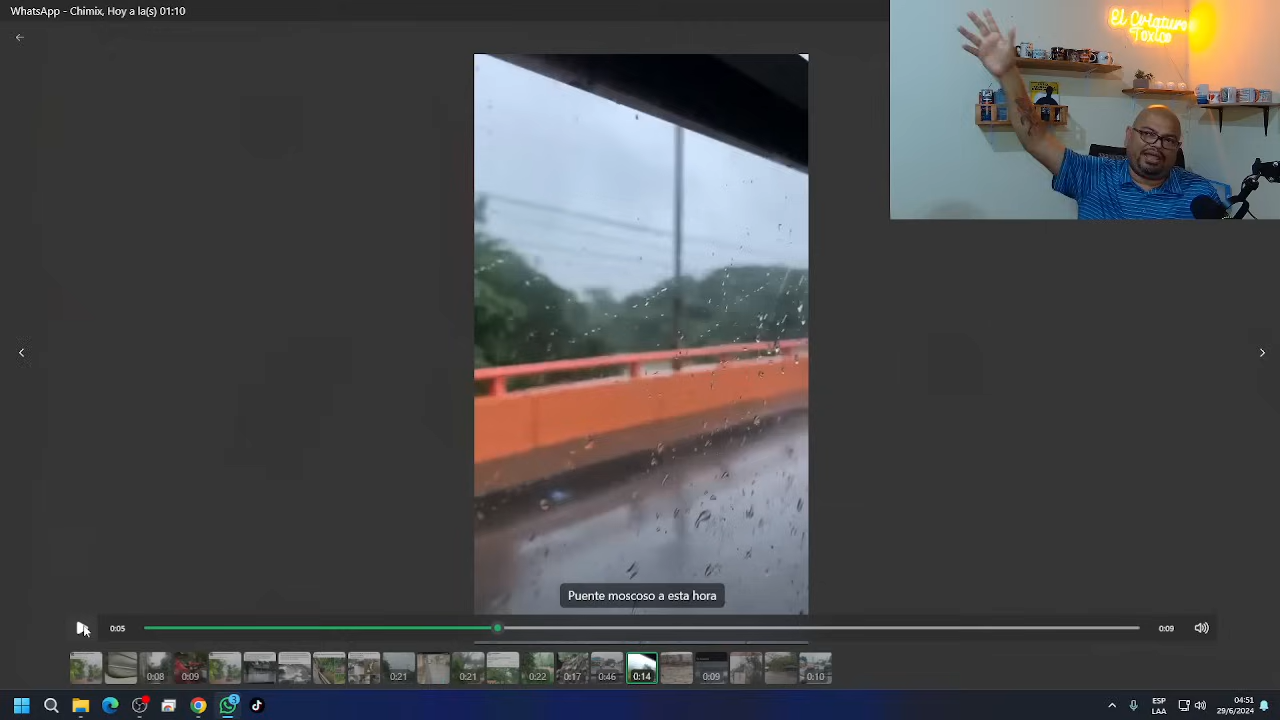 WhatsApp - Chimix, Hoy a la(s) 01:10
El Criaturo
Toxico
Puente moscoso a esta hora
0:05
0:09
0:08
0:09
0:21
0:21
0:22
0:17
0:46
0:14
0:09
0:10
3
ESP
LAA
04:51
29/6/2024